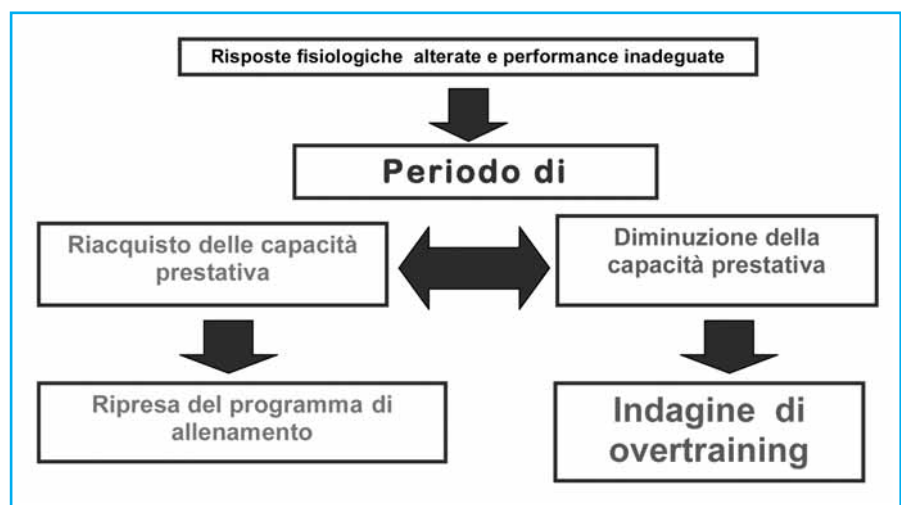 Risposte fisiologiche alterate e performance inadeguate
Periodo di
Riacquisto delle capacità
prestativa
Diminuzione della
capacità prestativa
Ripresa del programma di
allenamento
Indagine di
overtraining